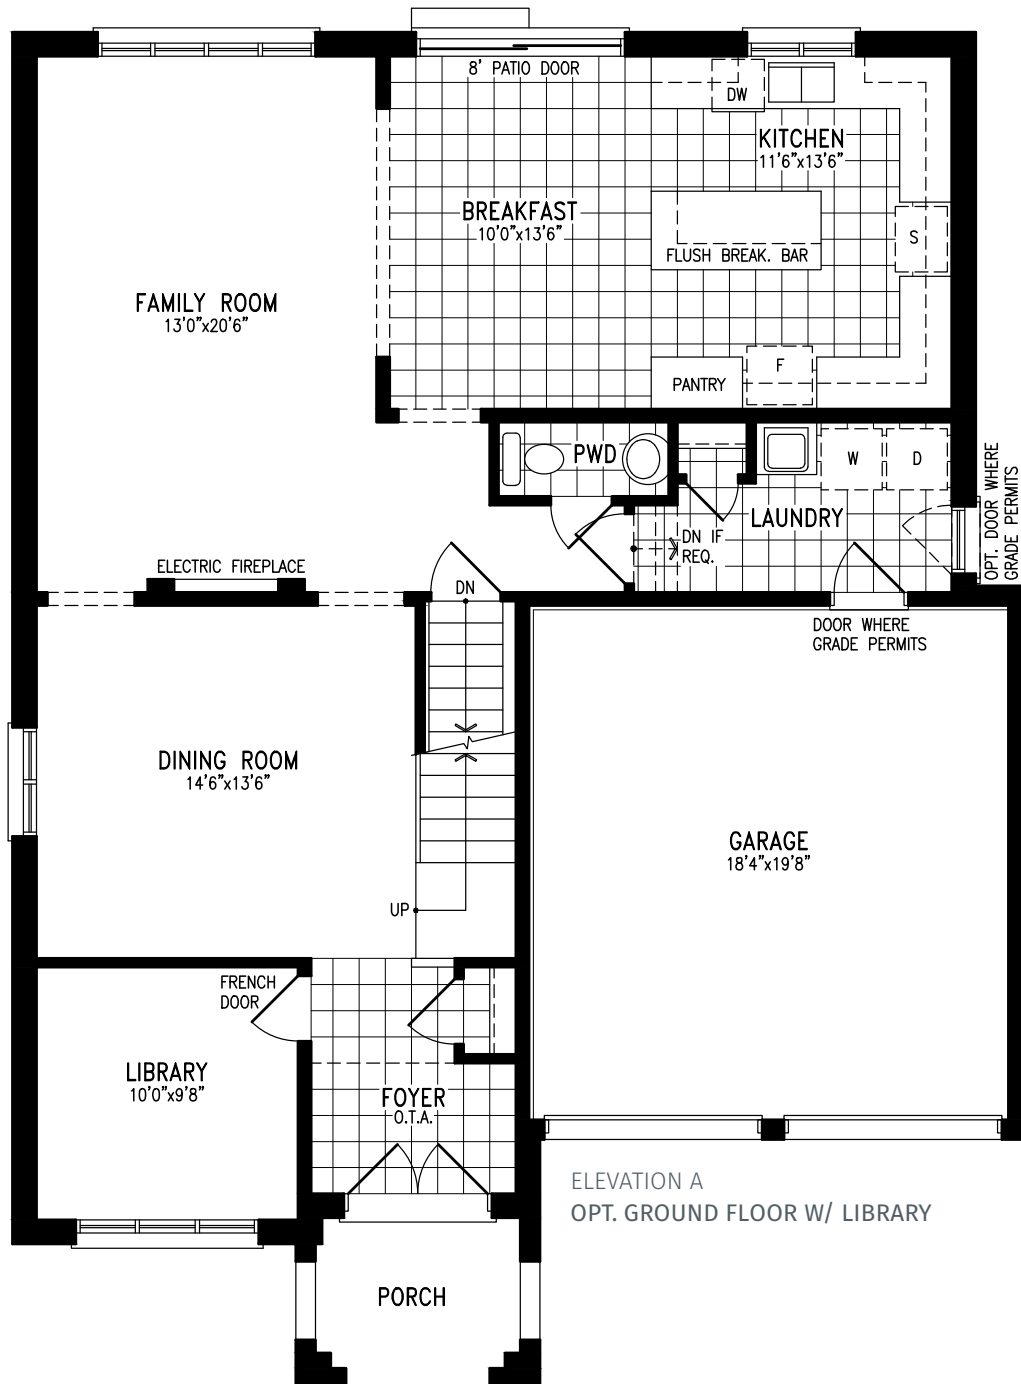 8' PATIO DOOR
DW
KITCHEN
11'6"x13'6"
BREAKFAST
10'0"x13'6"
S
FLUSH BREAK. BAR
FAMILY ROOM
13'0"x20'6"
F
PANTRY
PWD
W
D
LAUNDRY
OPT. DOOR WHERE
GRADE PERMITS
DN IF
REQ.
ELECTRIC FIREPLACE
DN
DOOR WHERE
GRADE PERMITS
DINING ROOM
14'6"x13'6"
GARAGE
18'4"x19'8"
UP
FRENCH
DOOR
LIBRARY
10'0"x9'8"
FOYER
O.T.A.
ELEVATION A
OPT. GROUND FLOOR W/ LIBRARY
PORCH